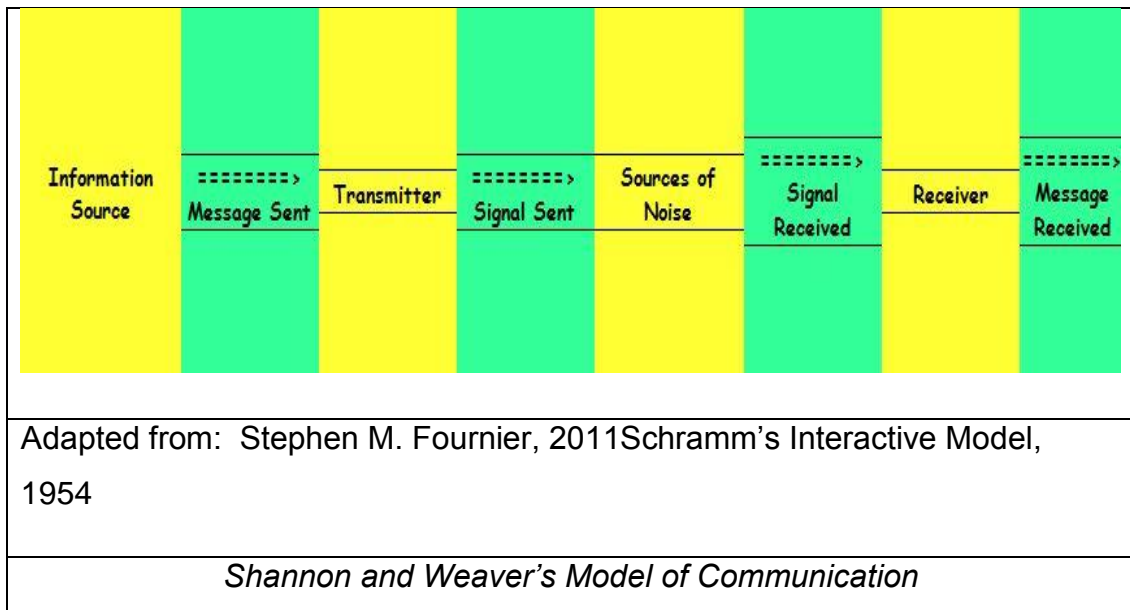 Information
Source
========>
Message Sent
Transmitter
========>
Signal Sent
Sources of
Noise
========>
Signal
Received
Receiver
========>
Message
Received
Adapted from: Stephen M. Fournier, 2011Schramm’s Interactive Model,
1954
Shannon and Weaver’s Model of Communication